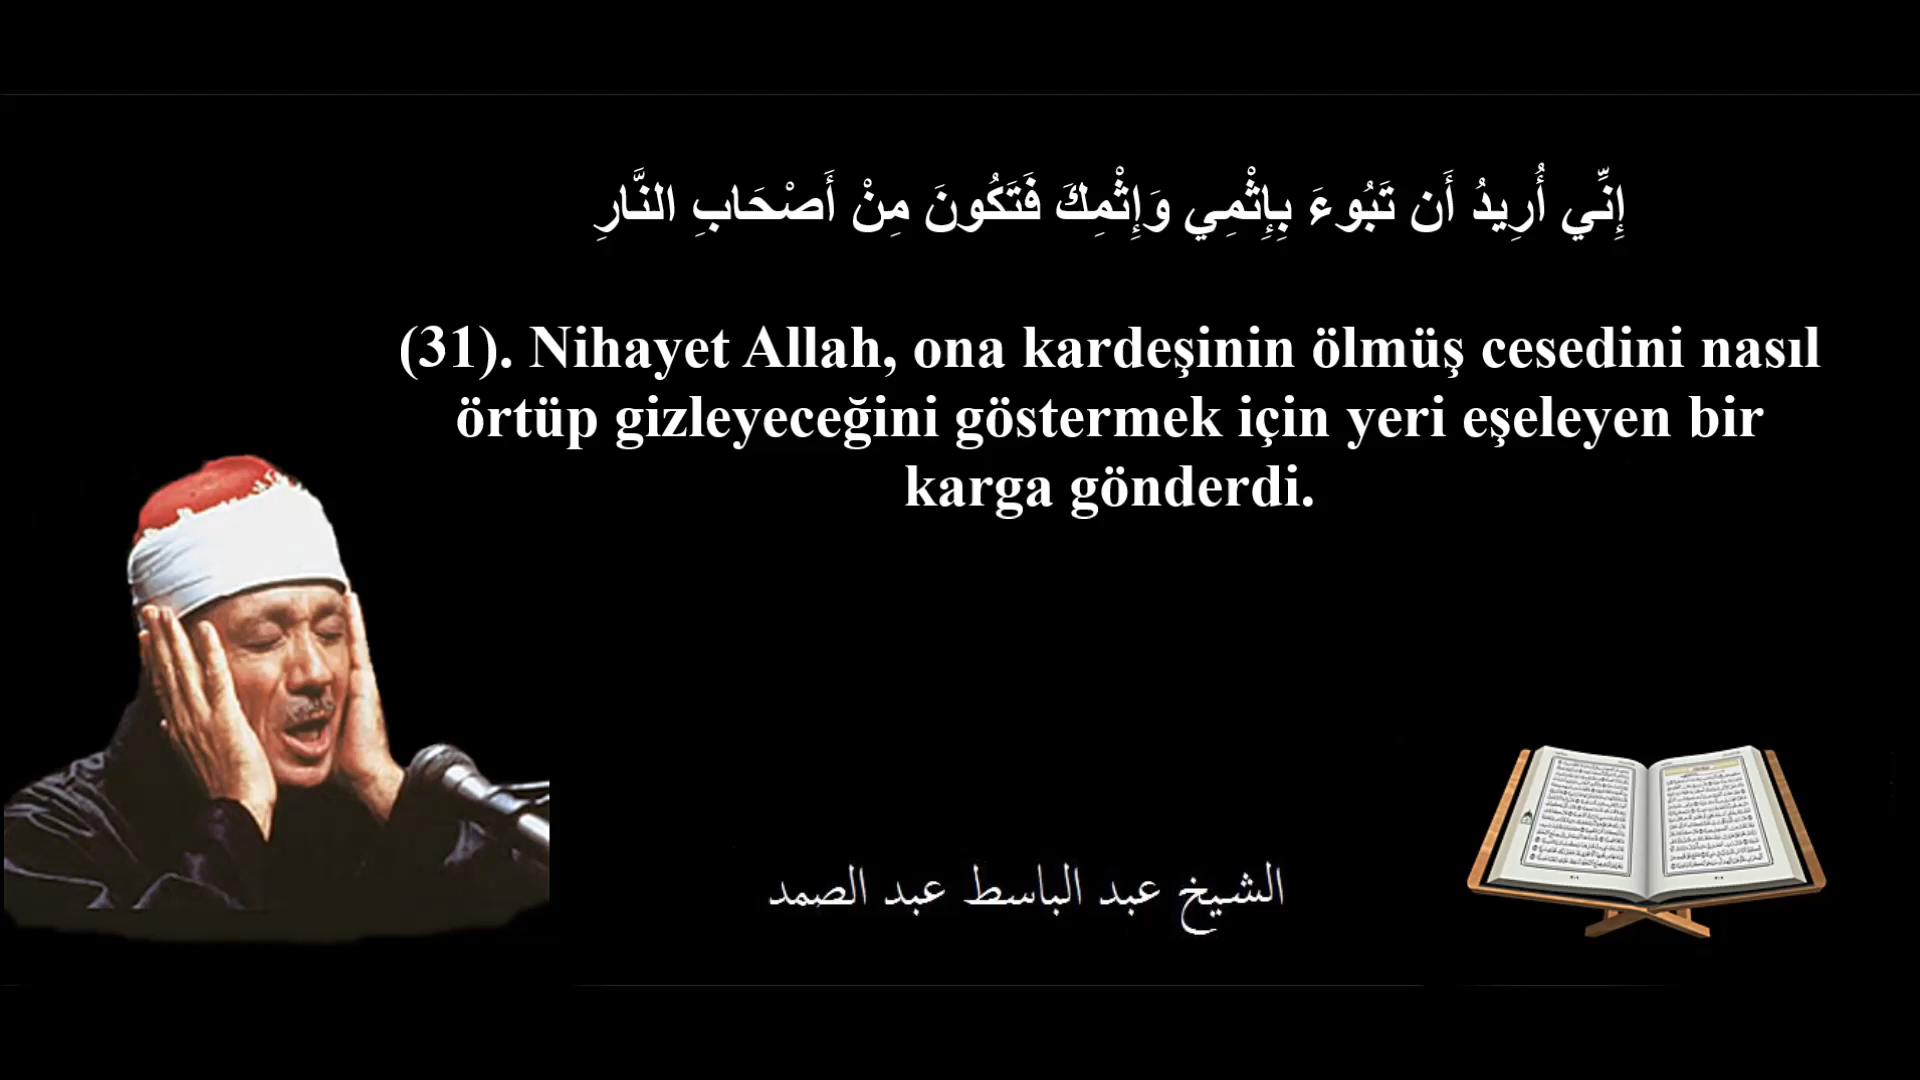 إِنِّي أُرِيدُ أَن تَبُوءَ بِإِثْمِي وَإِثْمِكَ فَتَكُونَ مِنْ أَصْحَابِ النَّارِ
(31). Nihayet Allah, ona kardeşinin ölmüş cesedini nasıl
örtüp gizleyeceğini göstermek için yeri eşeleyen bir
karga gönderdi.
الشيخ عبد الباسط عبد الصمد